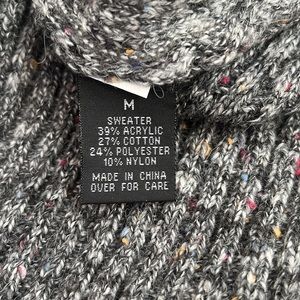 M
SWEATER
39% ACRYLIC
27% COTTON
24% POLYESTER
10% NYLON
MADE IN CHINA
OVER FOR CARE